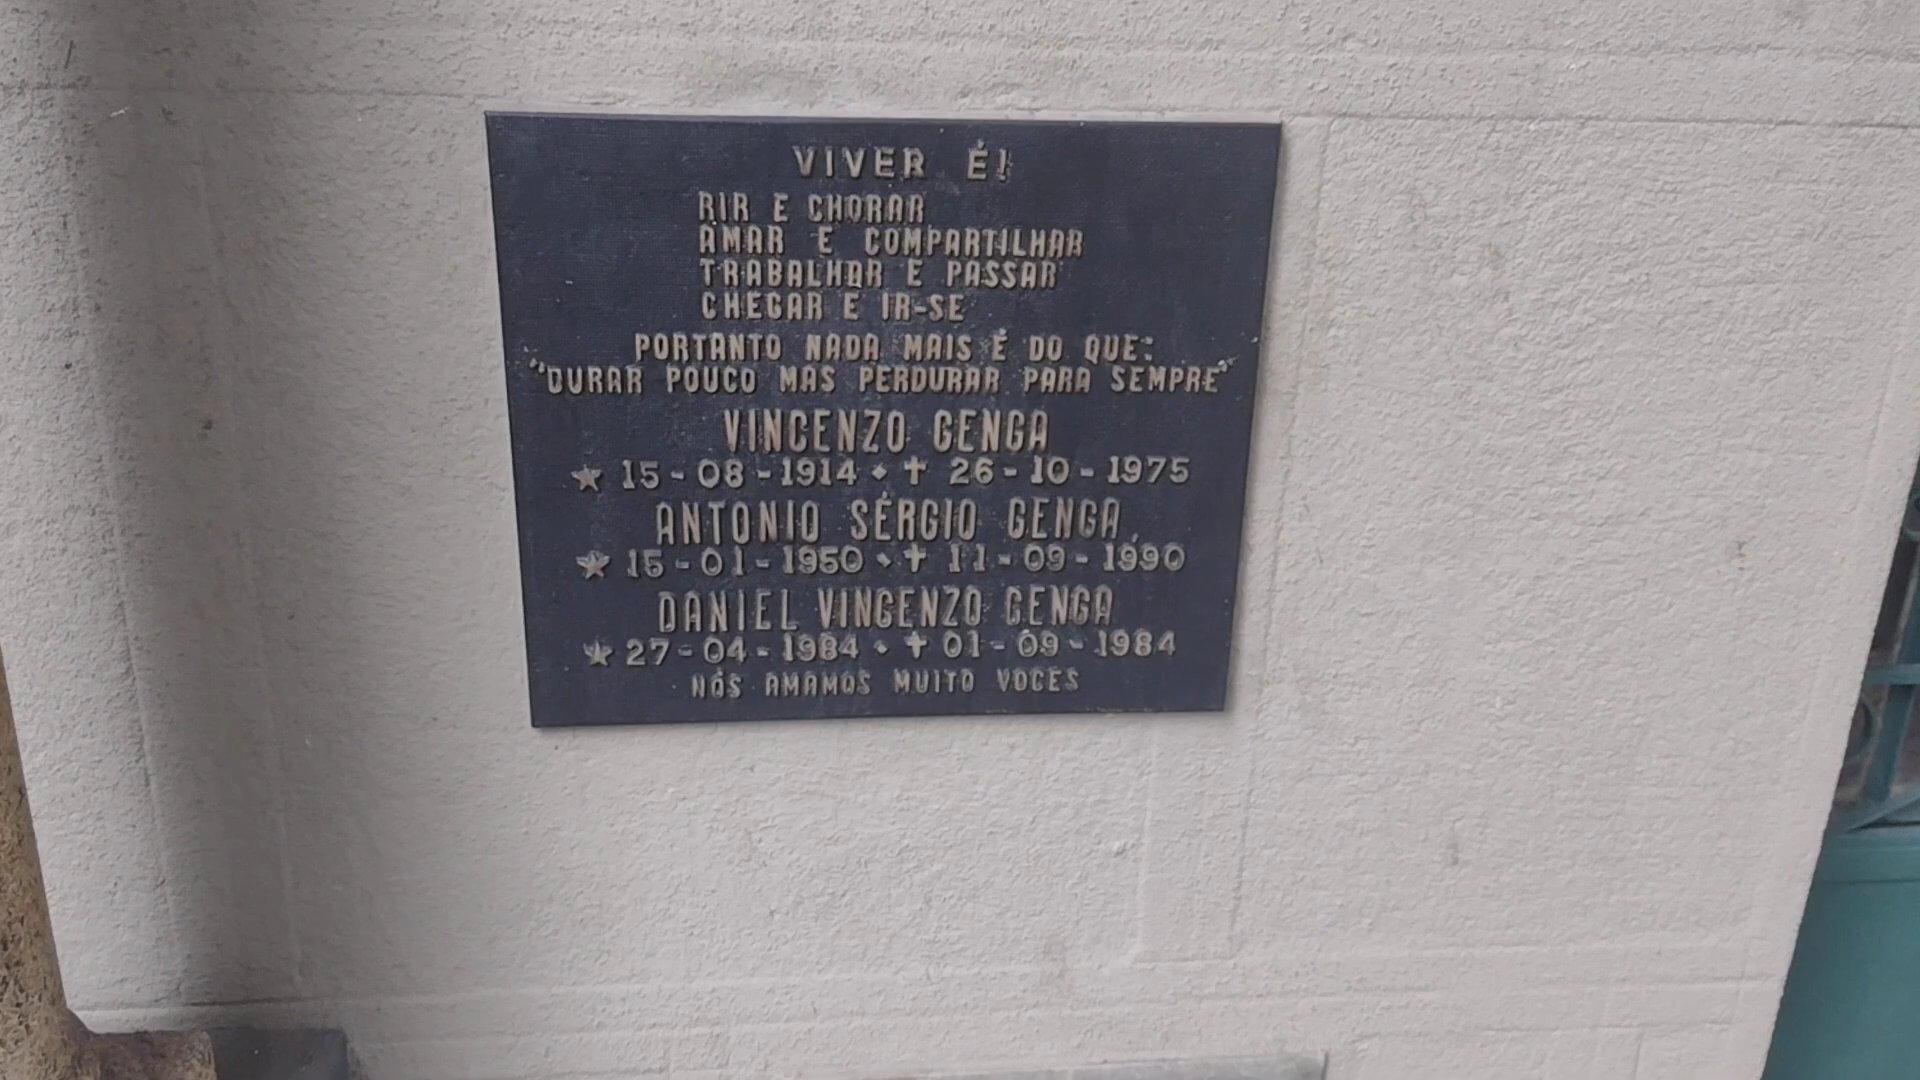 VIVER É!
RIR E CHORAR
AMAR E COMPARTILHAR
TRABALHAR E PASSAR
CHEGAR E IR-SE
PORTANTO NADA MAIS É DO QUE:
"DURAR POUCO MAS PERDURAR PARA SEMPRE"
VINCENZO GENGA
★ 15-08-1914 • ✝ 26-10-1975
ANTONIO SÉRGIO GENGA
★ 15-01-1950 • ✝ 11-09-1990
DANIEL VINCENZO GENGA
★ 27-04-1984 • ✝ 01-09-1984
NÓS AMAMOS MUITO VOCES